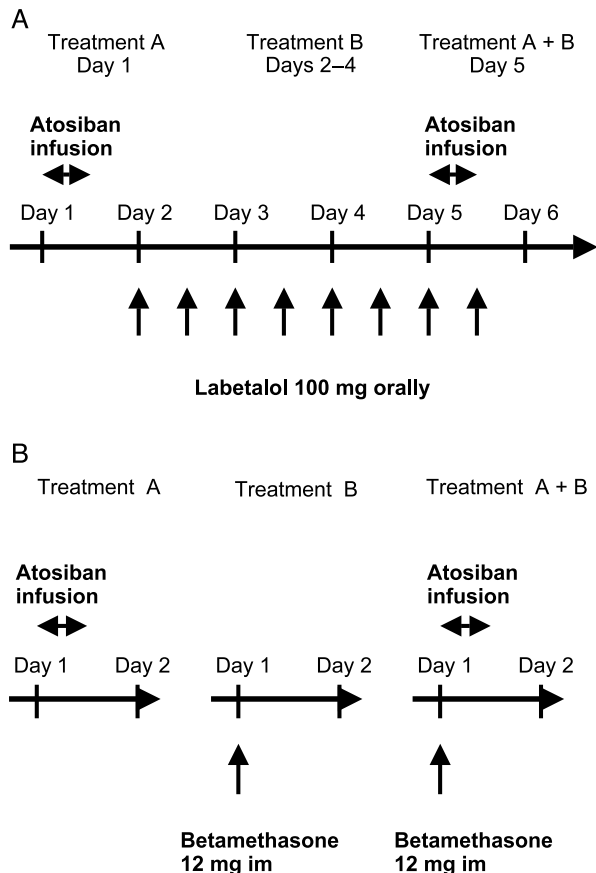 A
Treatment A
Day 1
Treatment B
Days 2–4
Treatment A + B
Day 5
Atosiban
infusion
Atosiban
infusion
Day 1 Day 2 Day 3 Day 4 Day 5 Day 6
Labetalol 100 mg orally
B
Treatment A
Treatment B
Treatment A + B
Atosiban
infusion
Atosiban
infusion
Day 1 Day 2 Day 1 Day 2 Day 1 Day 2
Betamethasone
12 mg im
Betamethasone
12 mg im